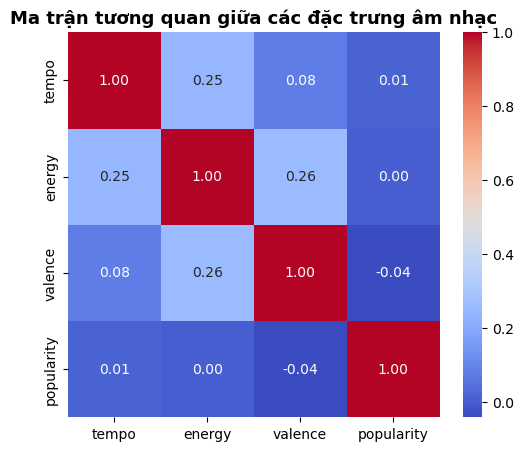 Ma trận tương quan giữa các đặc trưng âm nhạc
1.0
tempo 1.00 0.25 0.08 0.01
0.8
energy 0.25 1.00 0.26 0.00
0.6
0.4
valence 0.08 0.26 1.00 -0.04
0.2
popularity 0.01 0.00 -0.04 1.00
0.0
tempo energy valence popularity